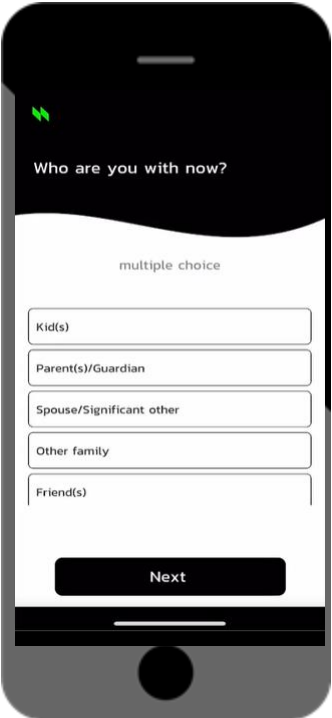 Who are you with now?
multiple choice
Kid(s)
Parent(s)/Guardian
Spouse/Significant other
Other family
Friend(s)
Next